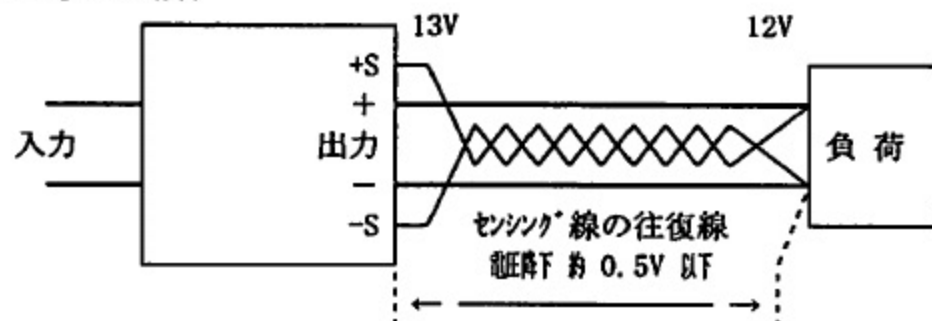 13V
12V
+S
+
入力
出力
負荷
−
-S
センシング線の往復線
電圧降下 約 0.5V 以下